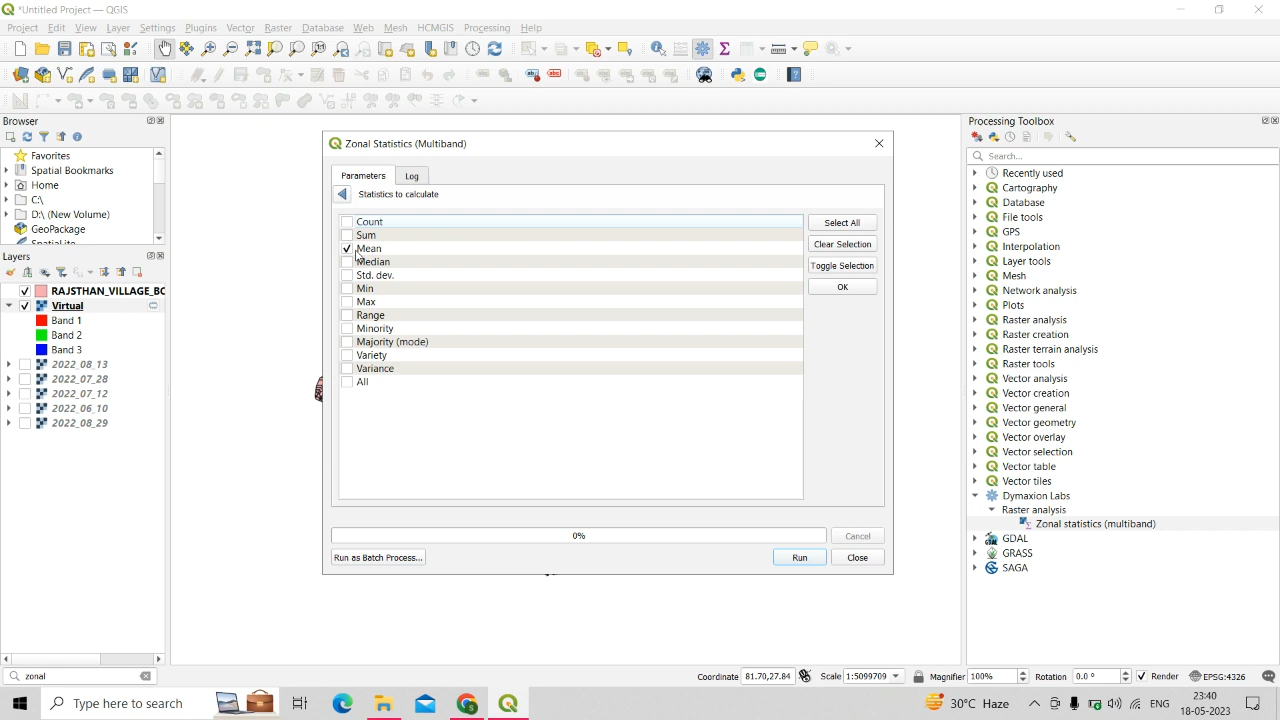 *Untitled Project — QGIS
Project Edit View Layer Settings Plugins Vector Raster Database Web Mesh HCMGIS Processing Help
Browser
Favorites
Spatial Bookmarks
Home
C:\
D:\ (New Volume)
GeoPackage
SpatiaLite
Layers
RAJSTHAN_VILLAGE_BO
Virtual
Band 1
Band 2
Band 3
2022_08_13
2022_07_28
2022_07_12
2022_06_10
2022_08_29
zonal
Zonal Statistics (Multiband)
Parameters Log
Statistics to calculate
Count
Sum
Mean
Median
Std. dev.
Min
Max
Range
Minority
Majority (mode)
Variety
Variance
All
Select All
Clear Selection
Toggle Selection
OK
0%
Cancel
Run as Batch Process...
Run
Close
Processing Toolbox
Search...
Recently used
Cartography
Database
File tools
GPS
Interpolation
Layer tools
Mesh
Network analysis
Plots
Raster analysis
Raster creation
Raster terrain analysis
Raster tools
Vector analysis
Vector creation
Vector general
Vector geometry
Vector overlay
Vector selection
Vector table
Vector tiles
Dymaxion Labs
Raster analysis
Zonal statistics (multiband)
GDAL
GRASS
SAGA
Coordinate 81.70,27.84 Scale 1:5099709 Magnifier 100% Rotation 0.0 ° Render EPSG:4326
Type here to search
30°C Haze
ENG
23:40
18-05-2023